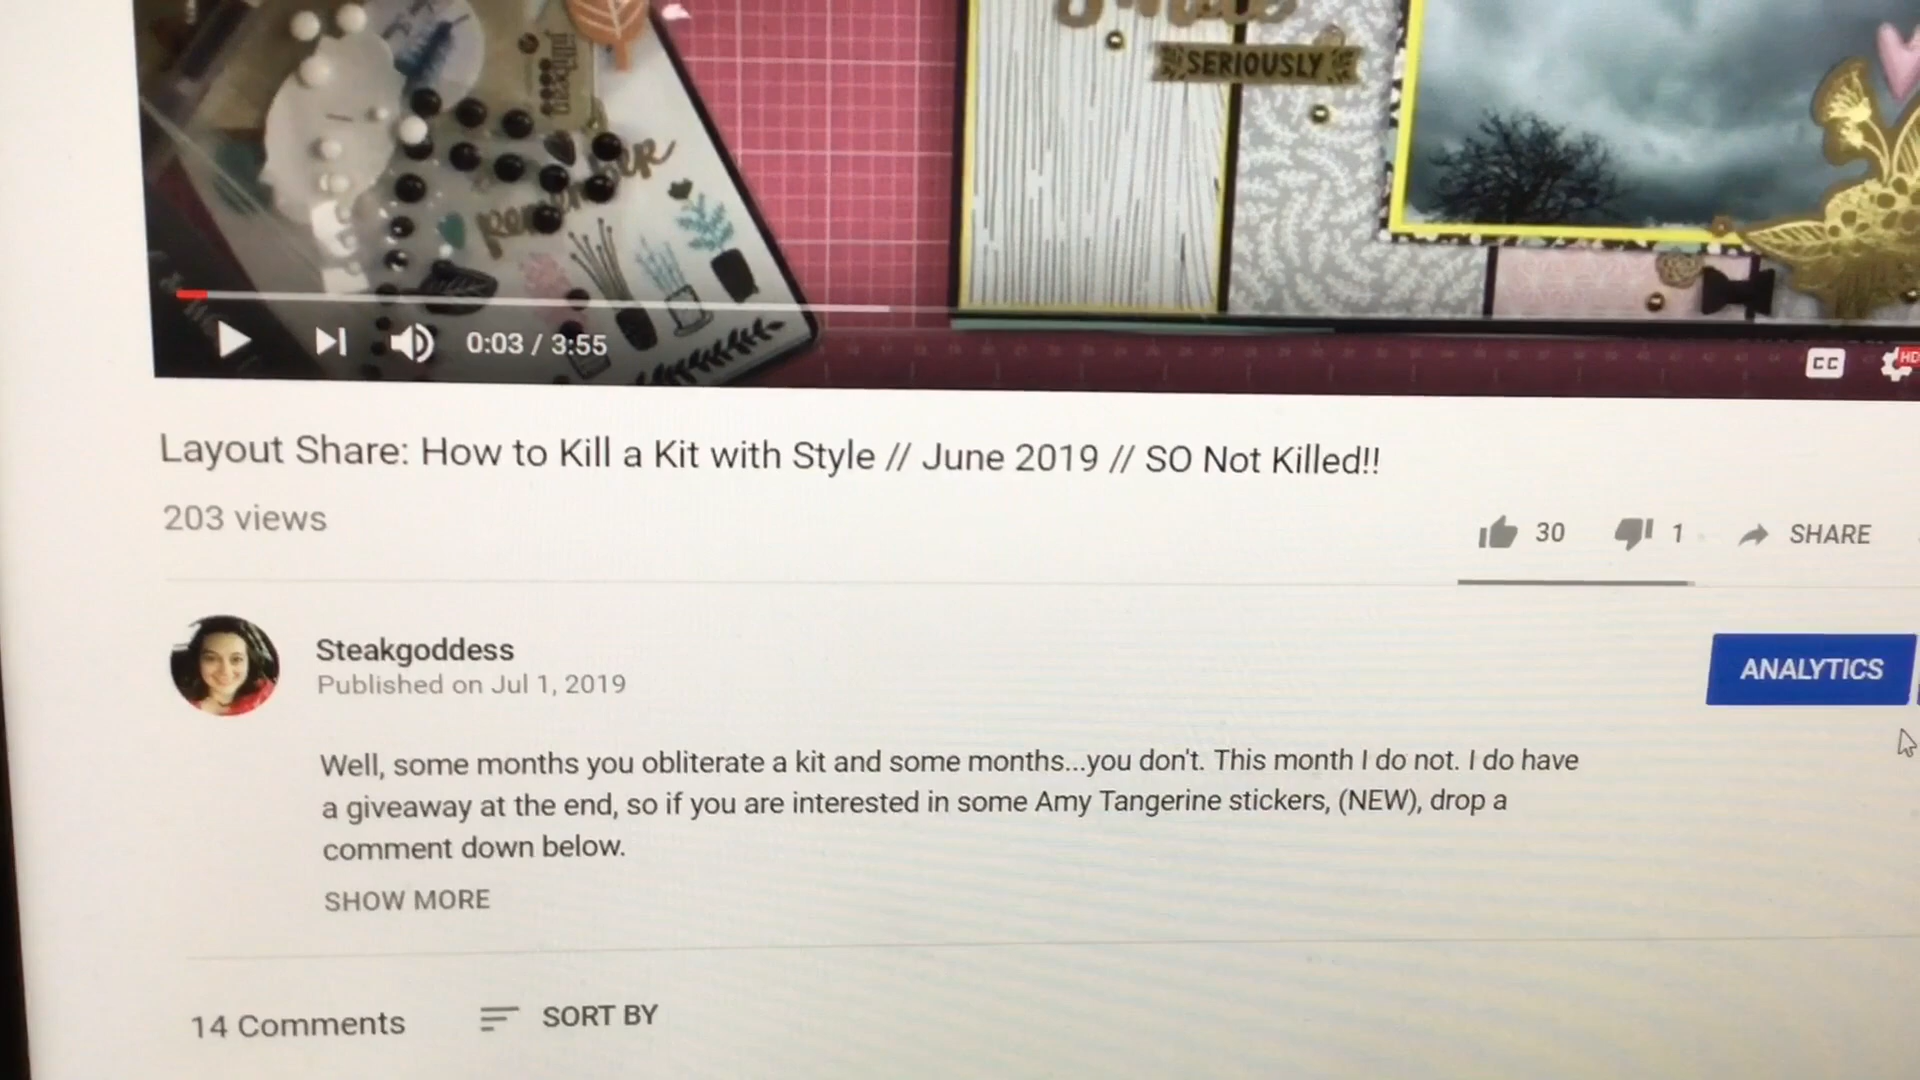 SERIOUSLY
0:03 / 3:55
CC
HD
Layout Share: How to Kill a Kit with Style // June 2019 // SO Not Killed!!
203 views
30
1
SHARE
Steakgoddess
Published on Jul 1, 2019
ANALYTICS
Well, some months you obliterate a kit and some months...you don't. This month I do not. I do have
a giveaway at the end, so if you are interested in some Amy Tangerine stickers, (NEW), drop a
comment down below.
SHOW MORE
14 Comments
SORT BY